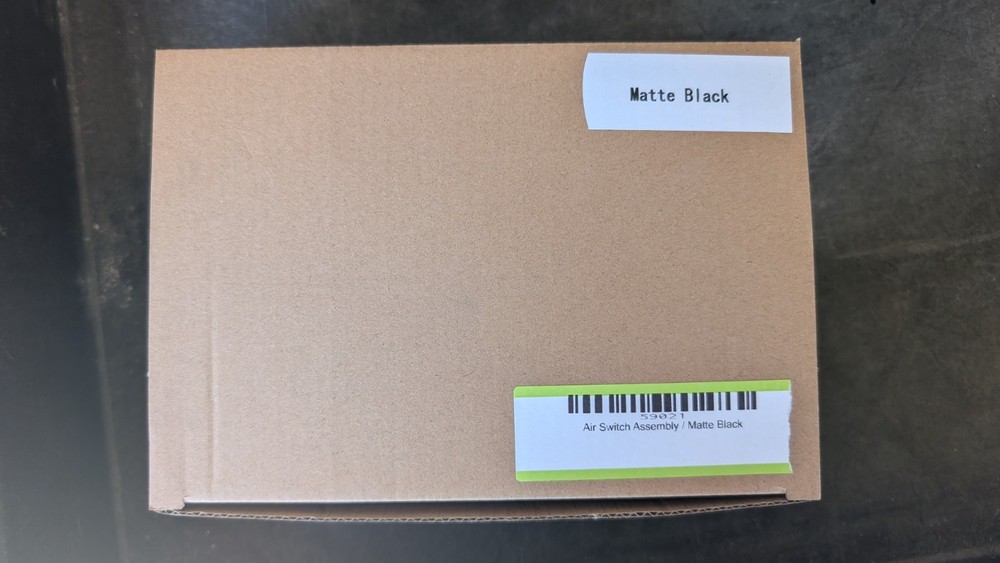 Matte Black
59021
Air Switch Assembly / Matte Black